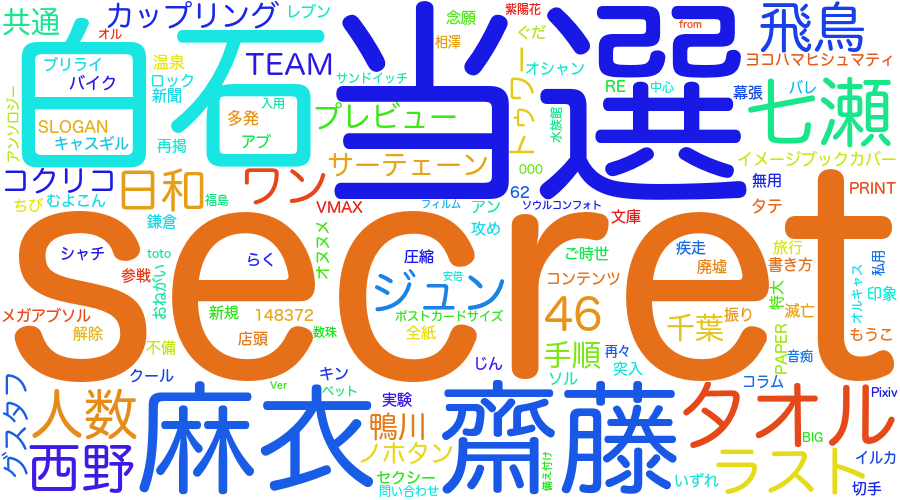 共通
カップリング
レブン
念願
紫陽花
from
飛鳥
オル
相澤
ぐだ
白石
当選
プリライ
TEAM
温泉
バイク
ロック
新聞
サンドイッチ
オシャン
ヨコハマヒシュマティ
RE
中心
幕張
バレ
七瀬
アンソロジー
SLOGAN
キャスギル
入用
多発
アブ
再掲
プレビュー
トゥワー
水族館
サーテェーン
000
イメージブックカバー
コクリコ
日和
ワン
62
無用
PRINT
ちび
むよこん
福島
鎌倉
VMAX
フィルム
アン
攻め
ソウルコンフォト
文庫
タテ
secret
シャチ
toto
らく
オヌヌメ
圧縮
ご時世
疾走
旅行
私用
参戦
おねがい
ジュン
安倍
コンテンツ
廃墟
書き方
オルキャス
印象
メガアブソル
解除
新規
148372
数珠
ポストカードサイズ
46
千葉
振り
特大
滅亡
もうこ
不備
店頭
全紙
手順
再々
PAPER
音痴
クール
Ver
キン
ベット
じん
ソル
突入
コラム
Pixiv
グスタフ
人数
麻衣
実験
齋藤
タオル
鴨川
BIG
西野
ノホタン
セクシー
問い合わせ
備え付け
いずれ
ラスト
イルカ
切手